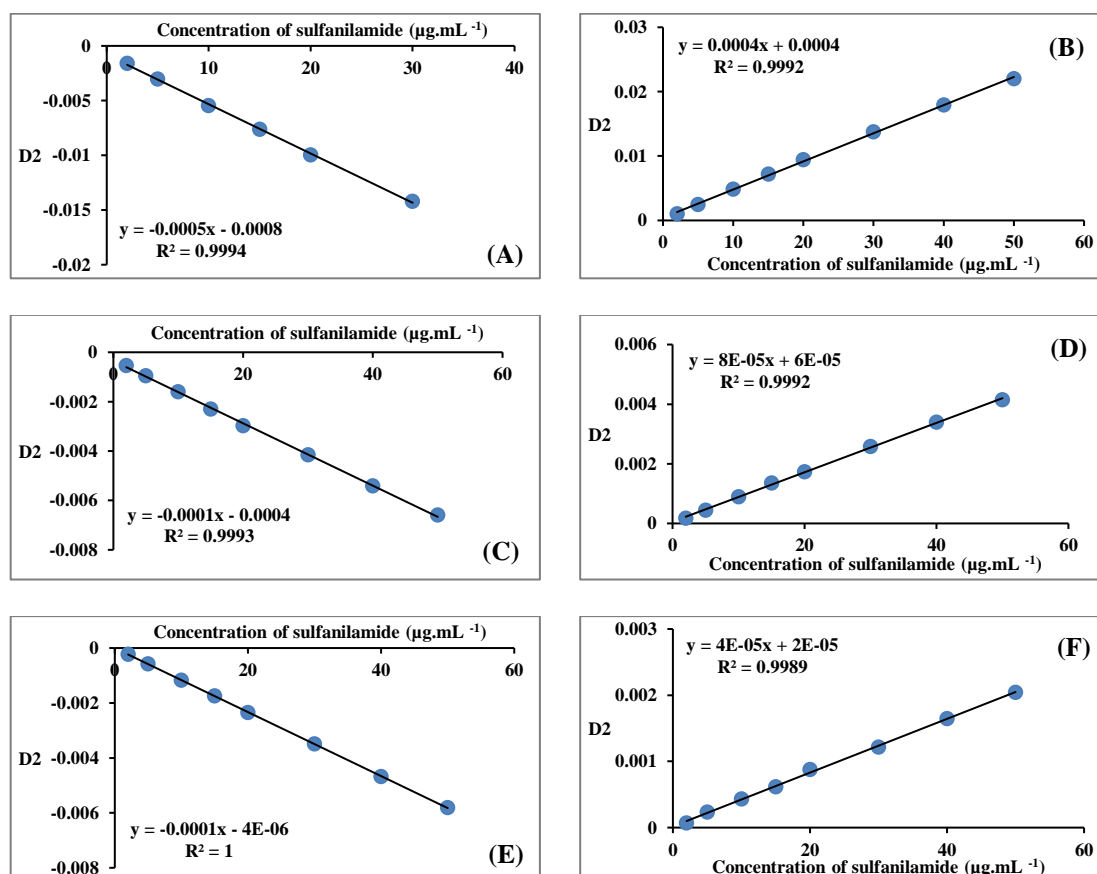 Concentration of sulfanilamide (µg.mL ⁻¹)
0
0 10 20 30 40
-0.005
D2
-0.01
-0.015
y = -0.0005x - 0.0008
R² = 0.9994
-0.02
(A)
0.03
y = 0.0004x + 0.0004
R² = 0.9992
(B)
0.02
D2
0.01
0
0 10 20 30 40 50 60
Concentration of sulfanilamide (µg.mL ⁻¹)
Concentration of sulfanilamide (µg.mL ⁻¹)
0
0 20 40 60
-0.002
D2
-0.004
-0.006
y = -0.0001x - 0.0004
R² = 0.9993
-0.008
(C)
0.006
y = 8E-05x + 6E-05
R² = 0.9992
(D)
0.004
D2
0.002
0
0 20 40 60
Concentration of sulfanilamide (µg.mL ⁻¹)
Concentration of sulfanilamide (µg.mL ⁻¹)
0
0 20 40 60
-0.002
D2
-0.004
-0.006
y = -0.0001x - 4E-06
R² = 1
-0.008
(E)
0.003
y = 4E-05x + 2E-05
R² = 0.9989
(F)
0.002
D2
0.001
0
0 20 40 60
Concentration of sulfanilamide (µg.mL ⁻¹)